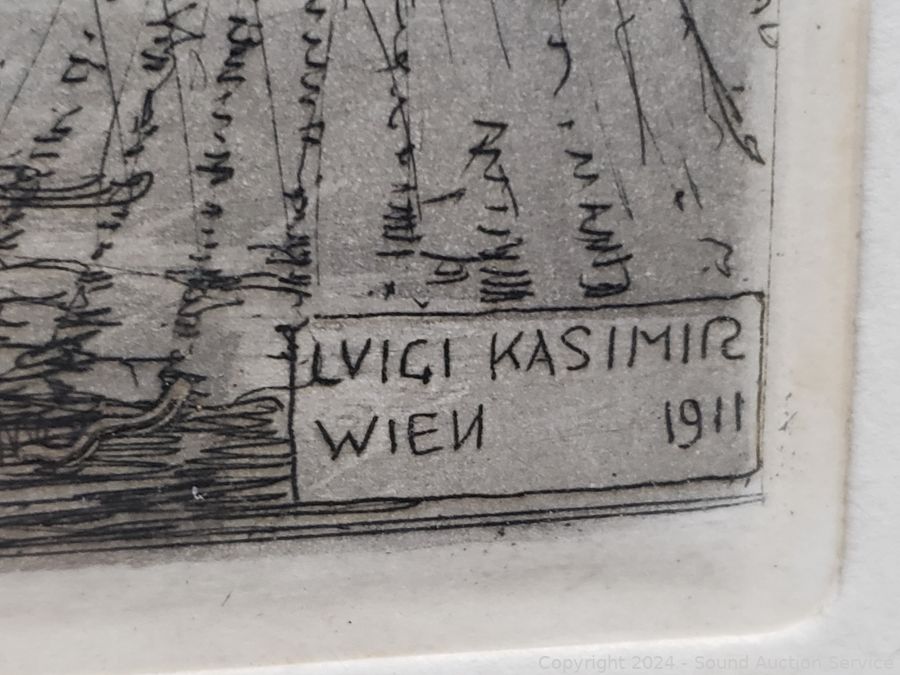 LVIGI KASIMIR
WIEN 1911
Copyright 2024 - Sound Auction Service